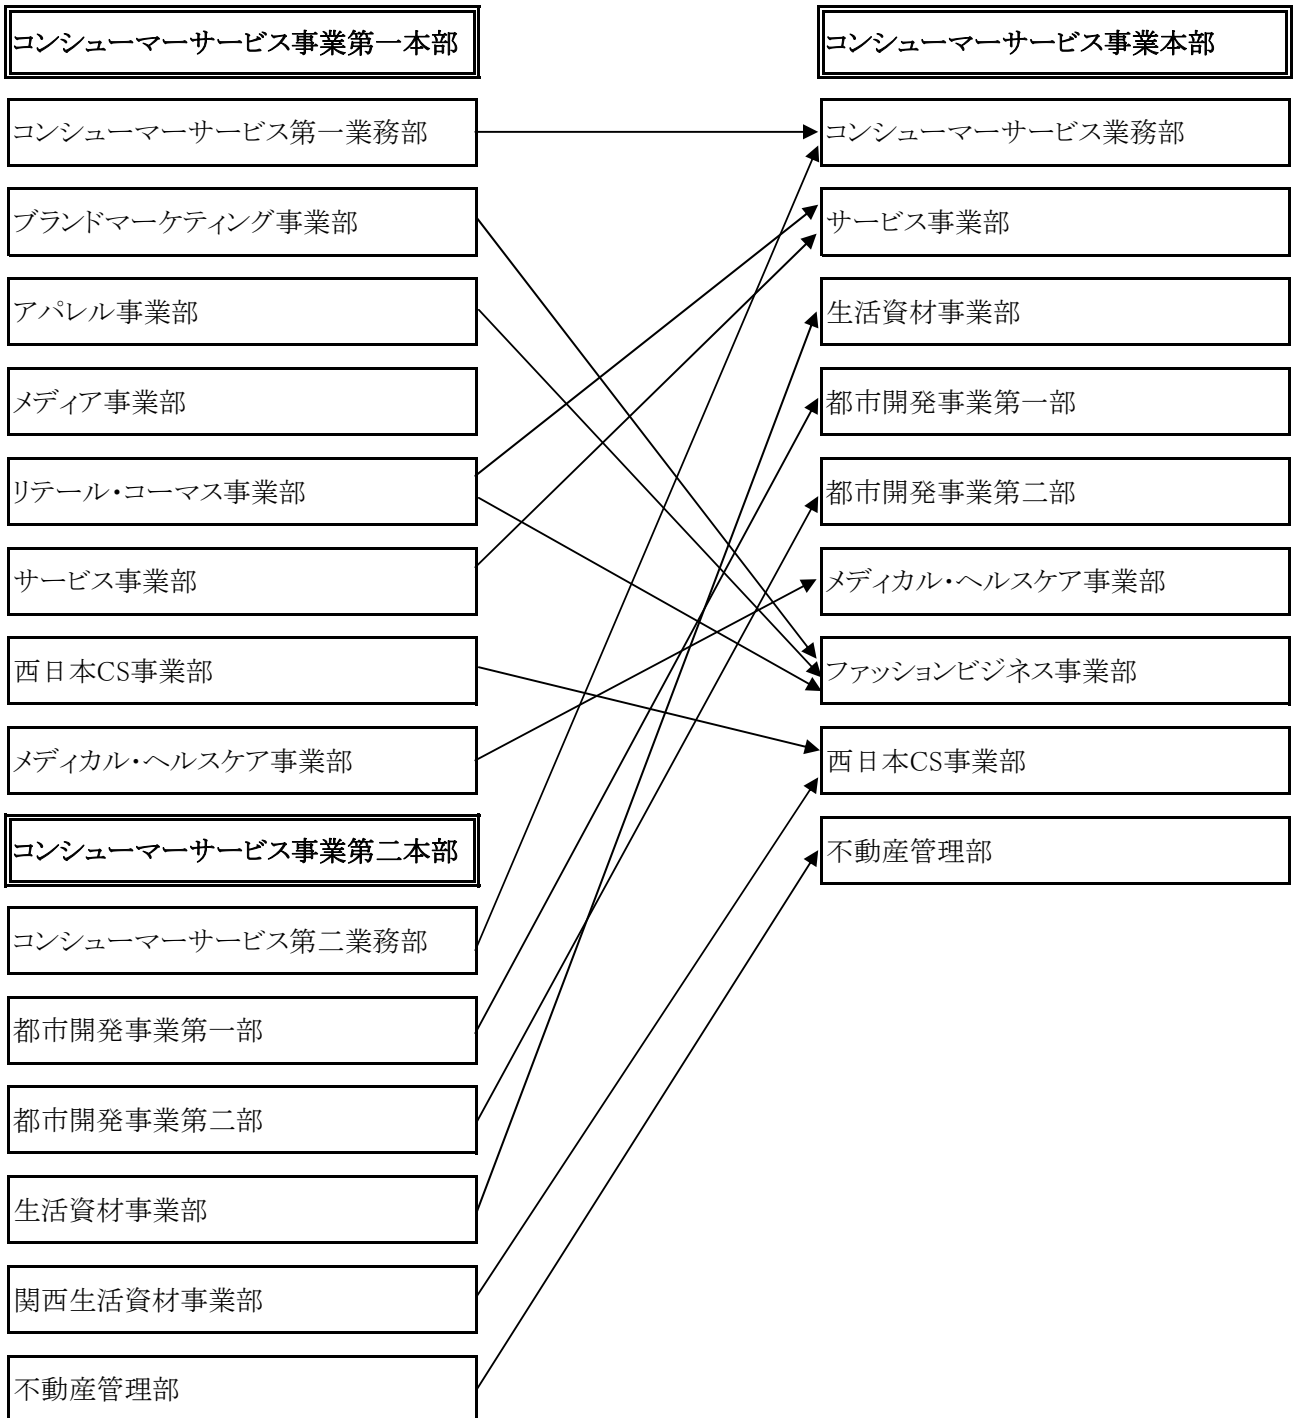 コンシューマーサービス事業第一本部
コンシューマーサービス第一業務部
ブランドマーケティング事業部
アパレル事業部
メディア事業部
リテール・コーマス事業部
サービス事業部
西日本CS事業部
メディカル・ヘルスケア事業部
コンシューマーサービス事業第二本部
コンシューマーサービス第二業務部
都市開発事業第一部
都市開発事業第二部
生活資材事業部
関西生活資材事業部
不動産管理部
コンシューマーサービス事業本部
コンシューマーサービス業務部
サービス事業部
生活資材事業部
都市開発事業第一部
都市開発事業第二部
メディカル・ヘルスケア事業部
ファッションビジネス事業部
西日本CS事業部
不動産管理部